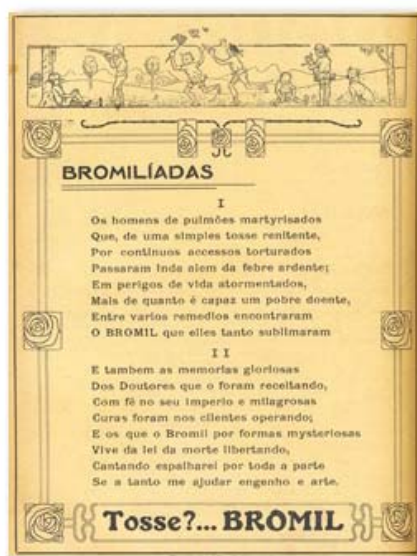 BROMILÍADAS
I
Os homens de pulmões martyrisados
Que, de uma simples tosse renitente,
Por continuos accessos torturados
Passaram inda alem da febre ardente;
Em perigos de vida atormentados,
Mais de quanto é capaz um pobre doente,
Entre varios remedios encontraram
O BROMIL que elles tanto sublimaram
II
E tambem as memorias gloriosas
Dos Doutores que o foram receitando,
Com fé no seu imperio e milagrosas
Curas foram nos clientes operando;
E os que o Bromil por formas mysteriosas
Vive da lei da morte libertando,
Cantando espalharei por toda a parte
Se a tanto me ajudar engenho e arte.
Tosse?... BROMIL